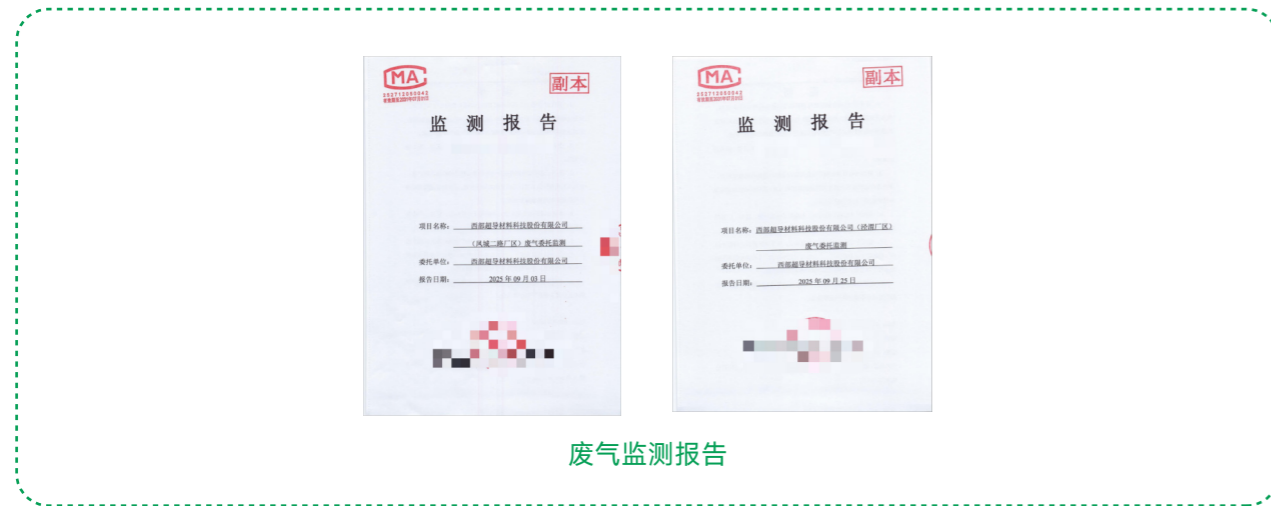 MA
252712080042
副本
监 测 报 告
项目名称： 西部超导材料科技股份有限公司
（凤城二路厂区）废气委托监测
委托单位： 西部超导材料科技股份有限公司
报告日期： 2025 年 09 月 03 日
MA
副本
监 测 报 告
项目名称： 西部超导材料科技股份有限公司（泾渭厂区）
废气委托监测
委托单位： 西部超导材料科技股份有限公司
报告日期： 2025 年 09 月 25 日
废气监测报告